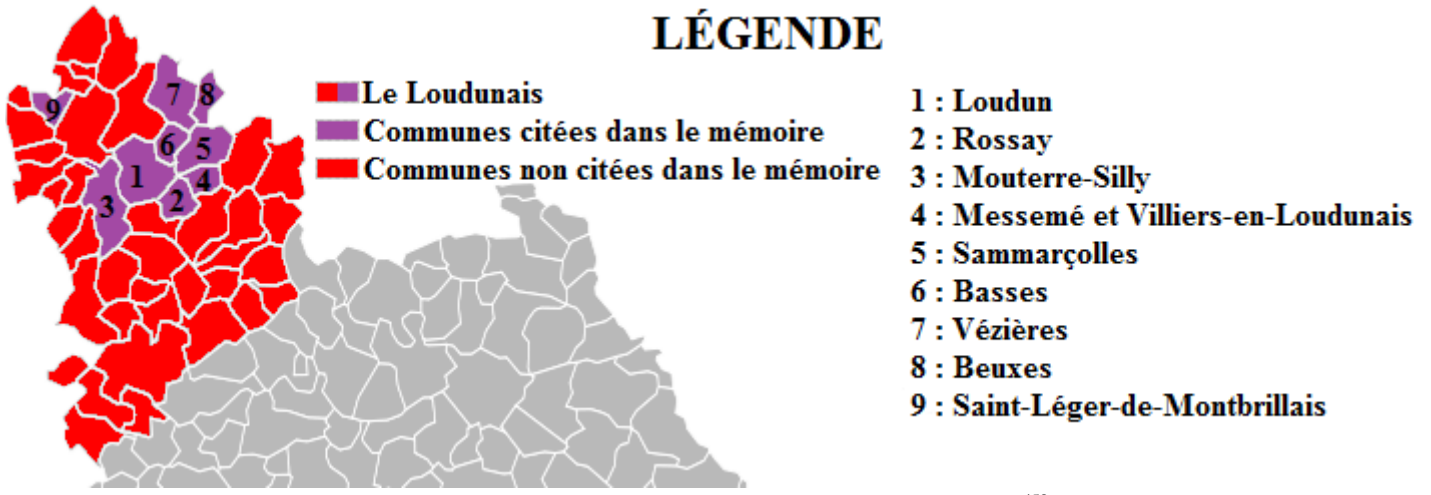 LÉGENDE
Le Loudunais
Communes citées dans le mémoire
Communes non citées dans le mémoire
1 : Loudun
2 : Rossay
3 : Mouterre-Silly
4 : Messemé et Villiers-en-Loudunais
5 : Sammarçolles
6 : Basses
7 : Vézières
8 : Beuxes
9 : Saint-Léger-de-Montbrillais
7
8
9
6
5
1
4
2
3